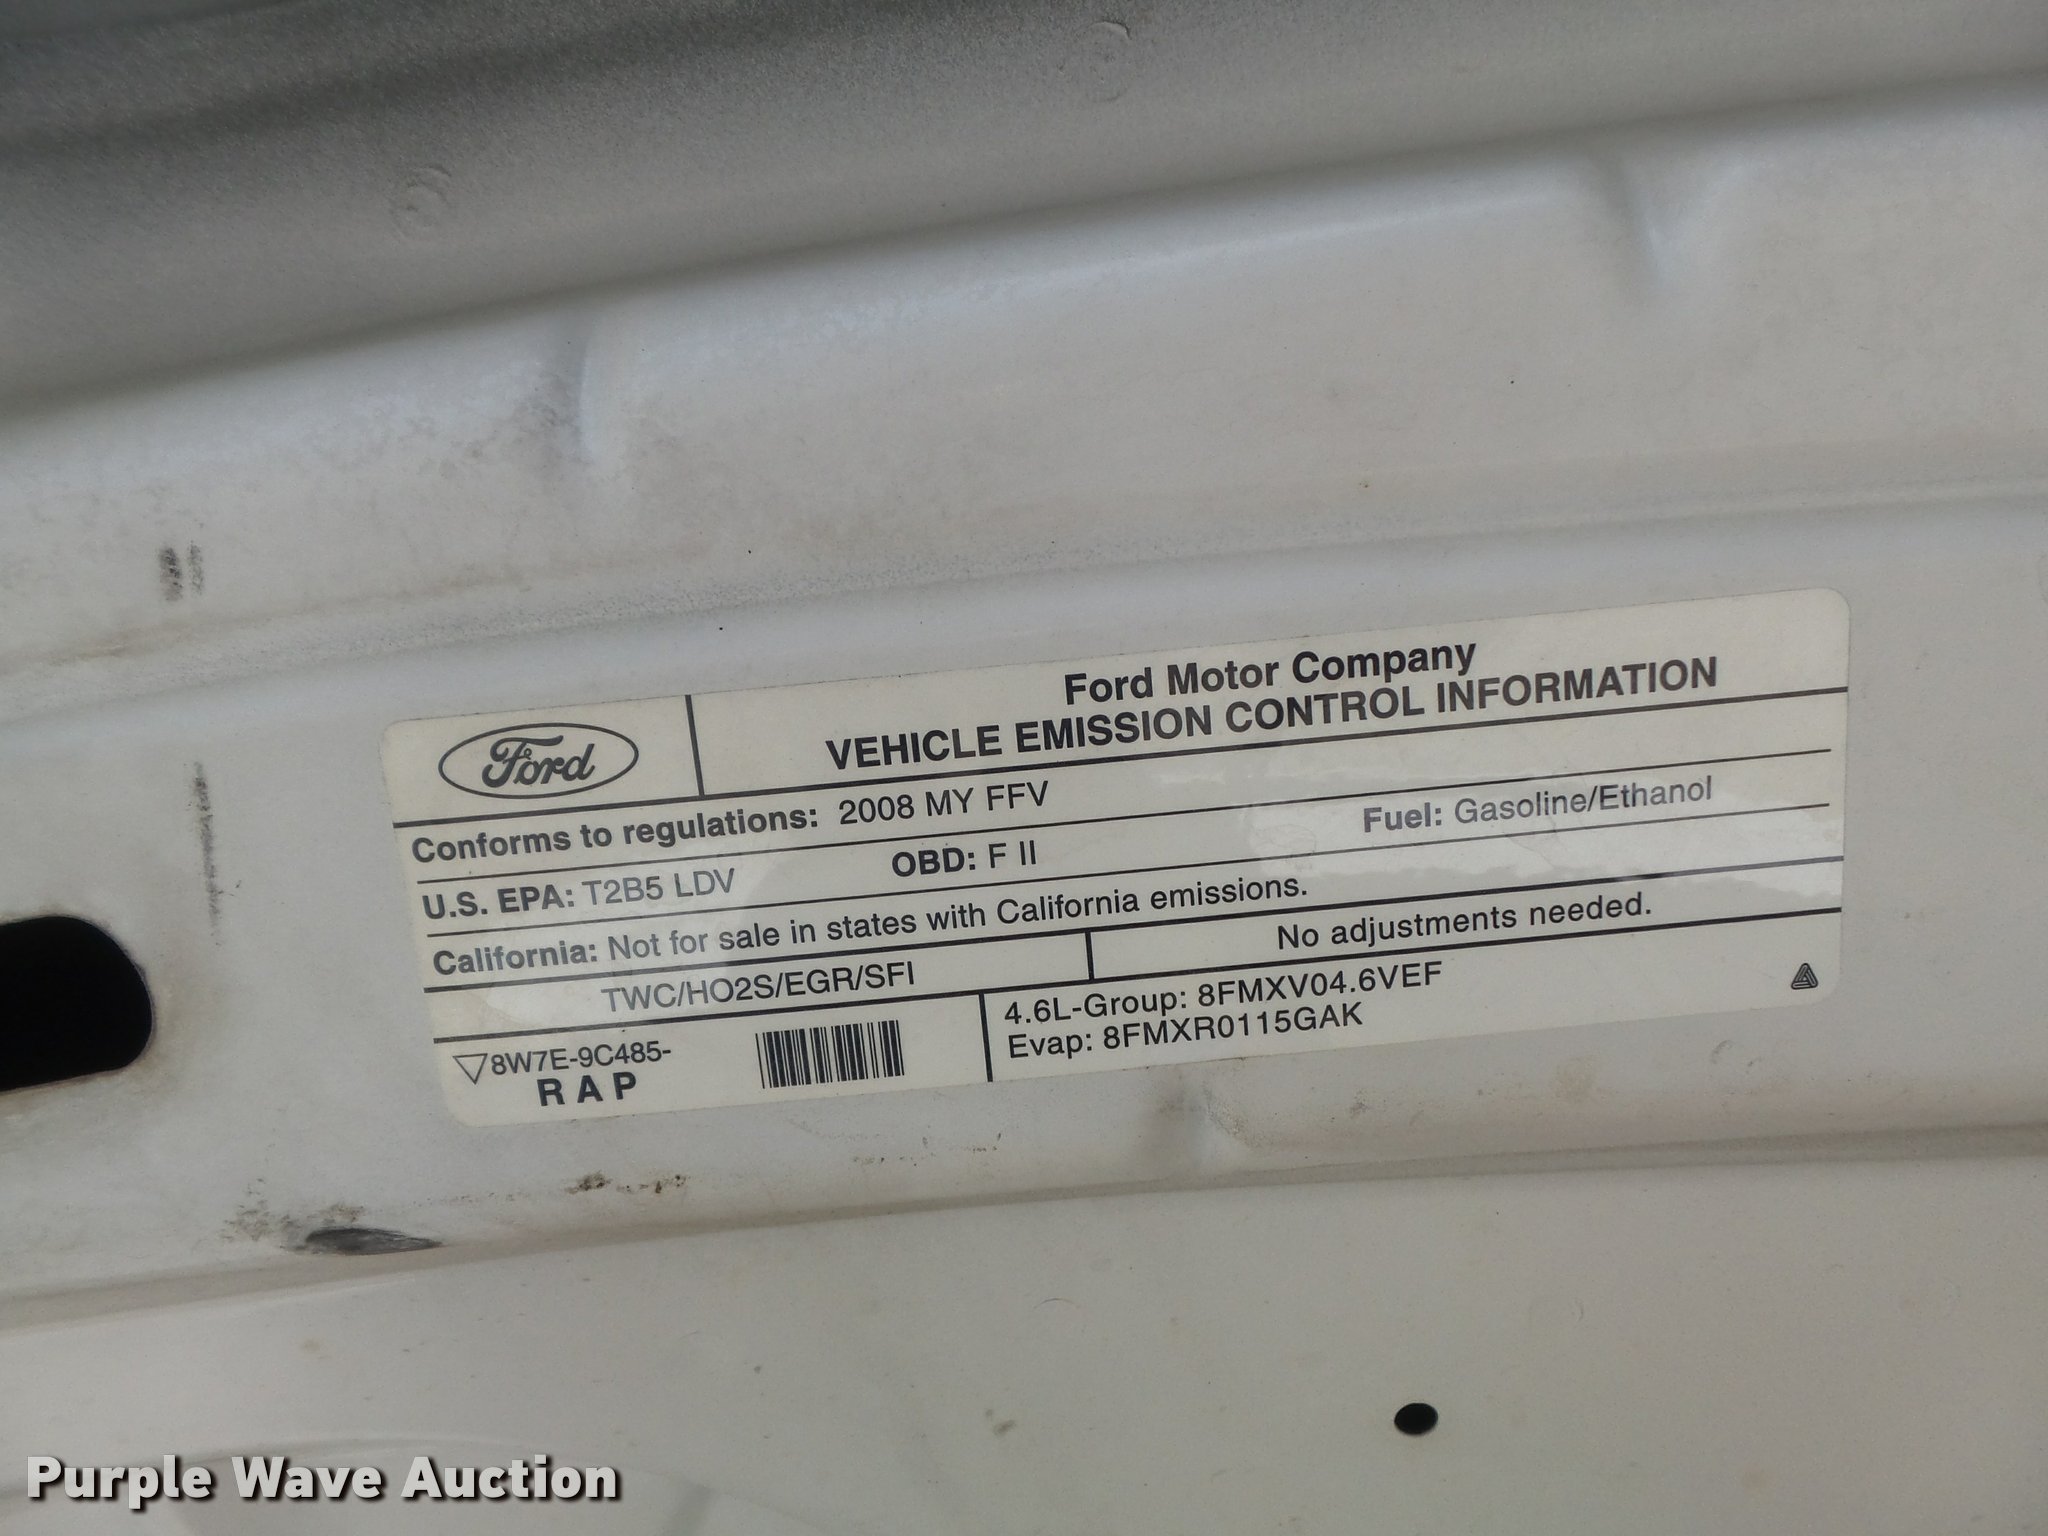 Ford
Ford Motor Company
VEHICLE EMISSION CONTROL INFORMATION
Conforms to regulations: 2008 MY FFV
U.S. EPA: T2B5 LDV OBD: F II Fuel: Gasoline/Ethanol
California: Not for sale in states with California emissions.
TWC/HO2S/EGR/SFI No adjustments needed.
8W7E-9C485-
R A P
4.6L-Group: 8FMXV04.6VEF
Evap: 8FMXR0115GAK
Purple Wave Auction